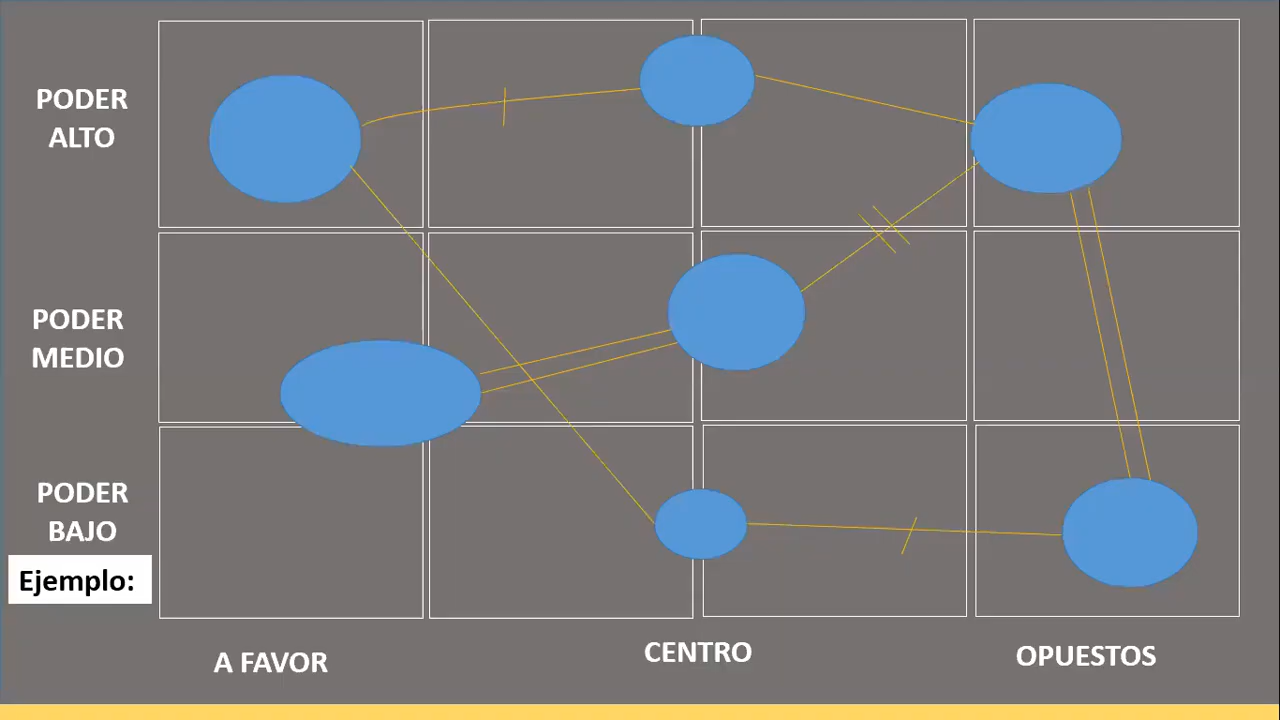 PODER
ALTO
PODER
MEDIO
PODER
BAJO
Ejemplo:
A FAVOR
CENTRO
OPUESTOS